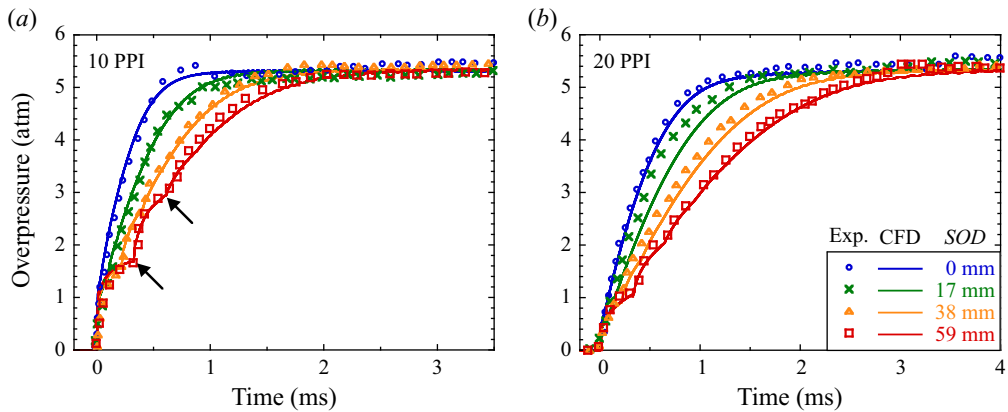 (a)
10 PPI
Overpressure (atm)
6
5
4
3
2
1
0
0 1 2 3
Time (ms)
(b)
20 PPI
6
5
4
3
2
1
0
0 1 2 3 4
Time (ms)
Exp. CFD SOD
0 mm
17 mm
38 mm
59 mm